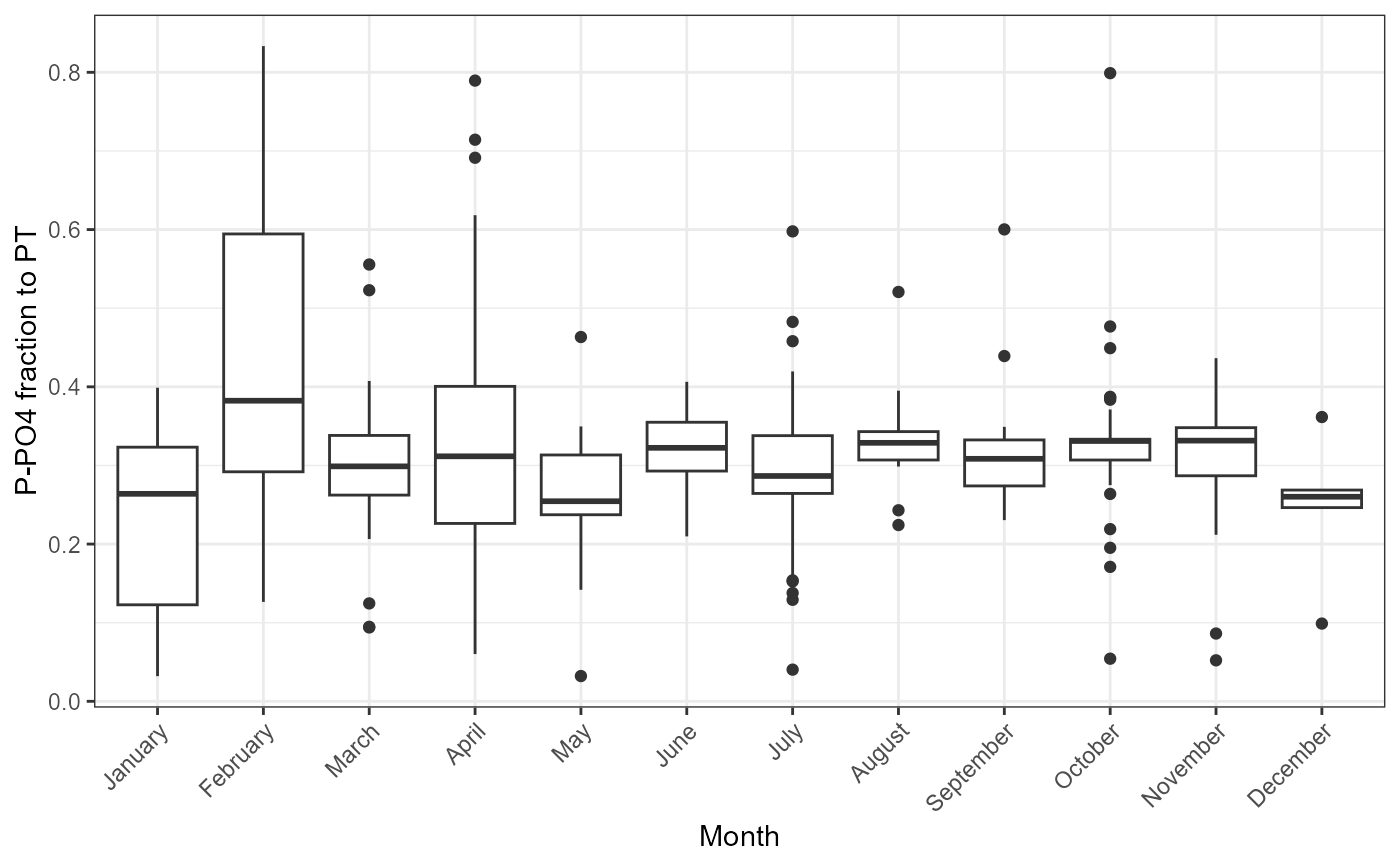 P-PO4 fraction to PT
0.8
0.6
0.4
0.2
0.0
January
February
March
April
May
June
July
August
September
October
November
December
Month